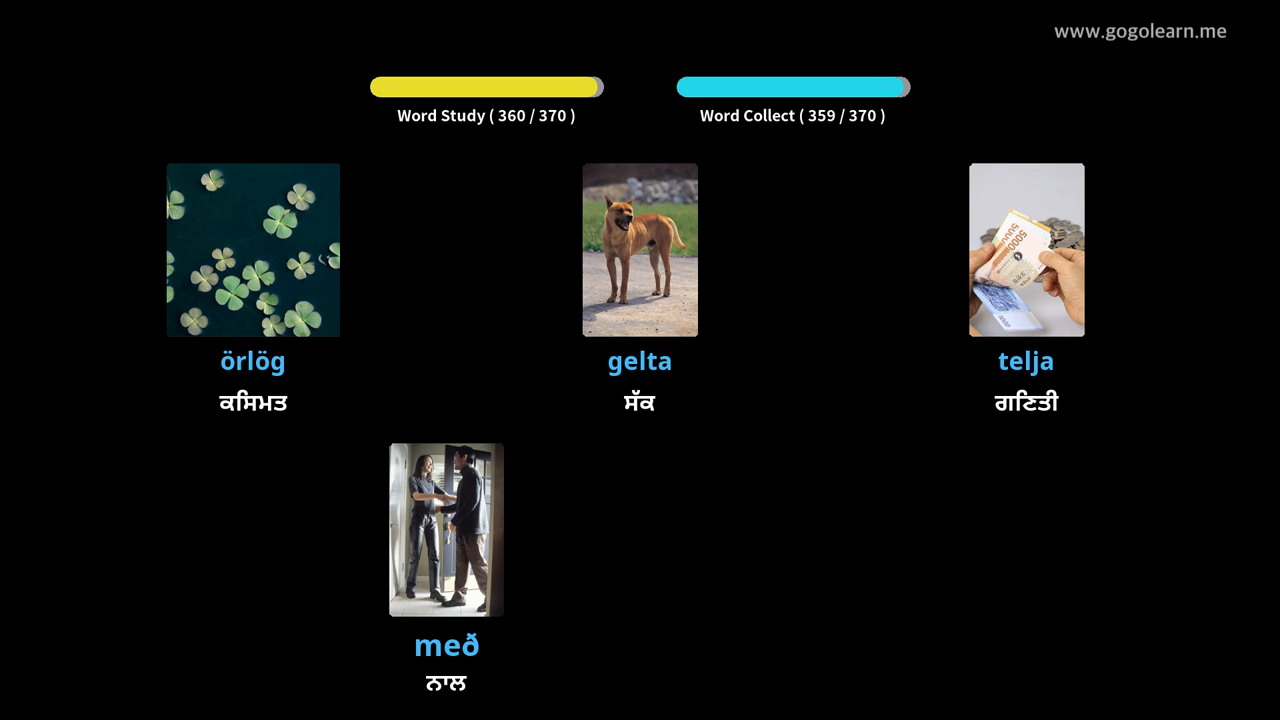 www.gogolearn.me
Word Study ( 360 / 370 )
Word Collect ( 359 / 370 )
örlög
gelta
telja
ਕਸਿਮਤ
ਸੱਕ
ਗਣਿਤੀ
með
ਨਾਲ